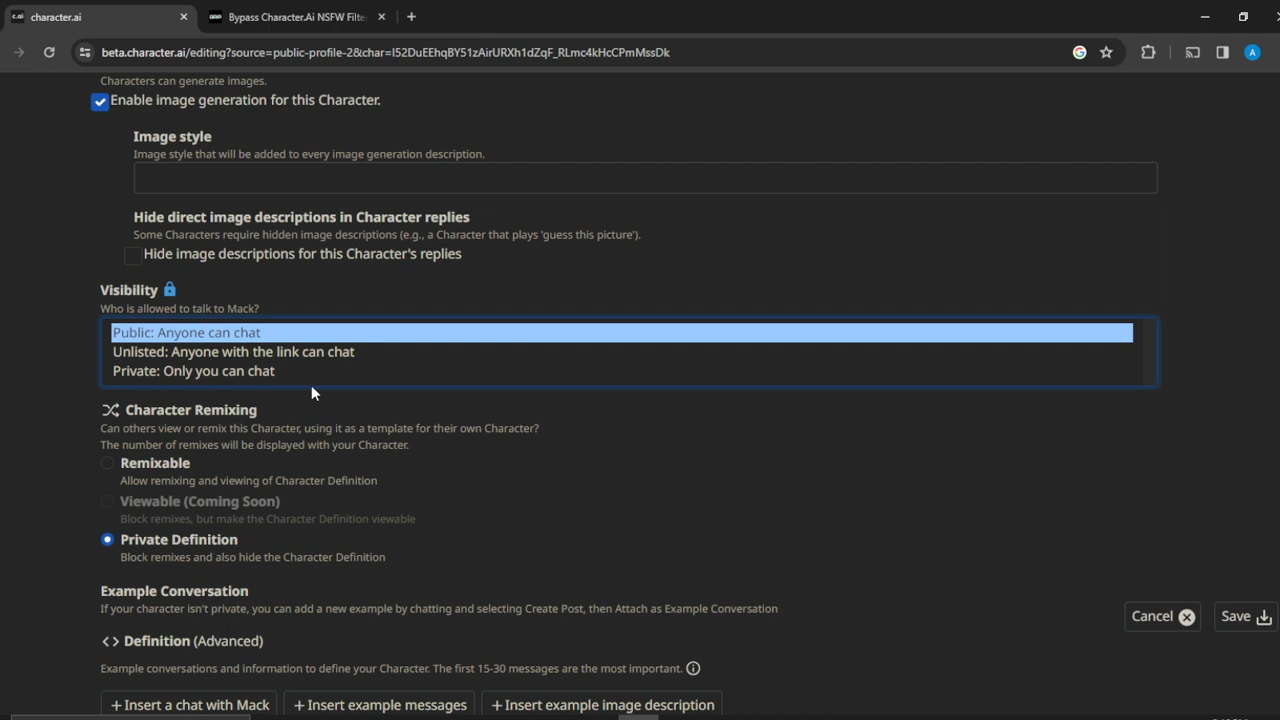 c.ai character.ai
Bypass Character.Ai NSFW Filte
beta.character.ai/editing?source=public-profile-2&char=I52DuEEhqBY51zAirURXh1dZqF_RLmc4kHcCPmMssDk
A
Characters can generate images.
Enable image generation for this Character.
Image style
Image style that will be added to every image generation description.
Hide direct image descriptions in Character replies
Some Characters require hidden image descriptions (e.g., a Character that plays 'guess this picture').
Hide image descriptions for this Character's replies
Visibility
Who is allowed to talk to Mack?
Public: Anyone can chat
Unlisted: Anyone with the link can chat
Private: Only you can chat
Character Remixing
Can others view or remix this Character, using it as a template for their own Character?
The number of remixes will be displayed with your Character.
Remixable
Allow remixing and viewing of Character Definition
Viewable (Coming Soon)
Block remixes, but make the Character Definition viewable
Private Definition
Block remixes and also hide the Character Definition
Example Conversation
If your character isn't private, you can add a new example by chatting and selecting Create Post, then Attach as Example Conversation
Cancel
Save
<> Definition (Advanced)
Example conversations and information to define your Character. The first 15-30 messages are the most important.
+ Insert a chat with Mack
+ Insert example messages
+ Insert example image description